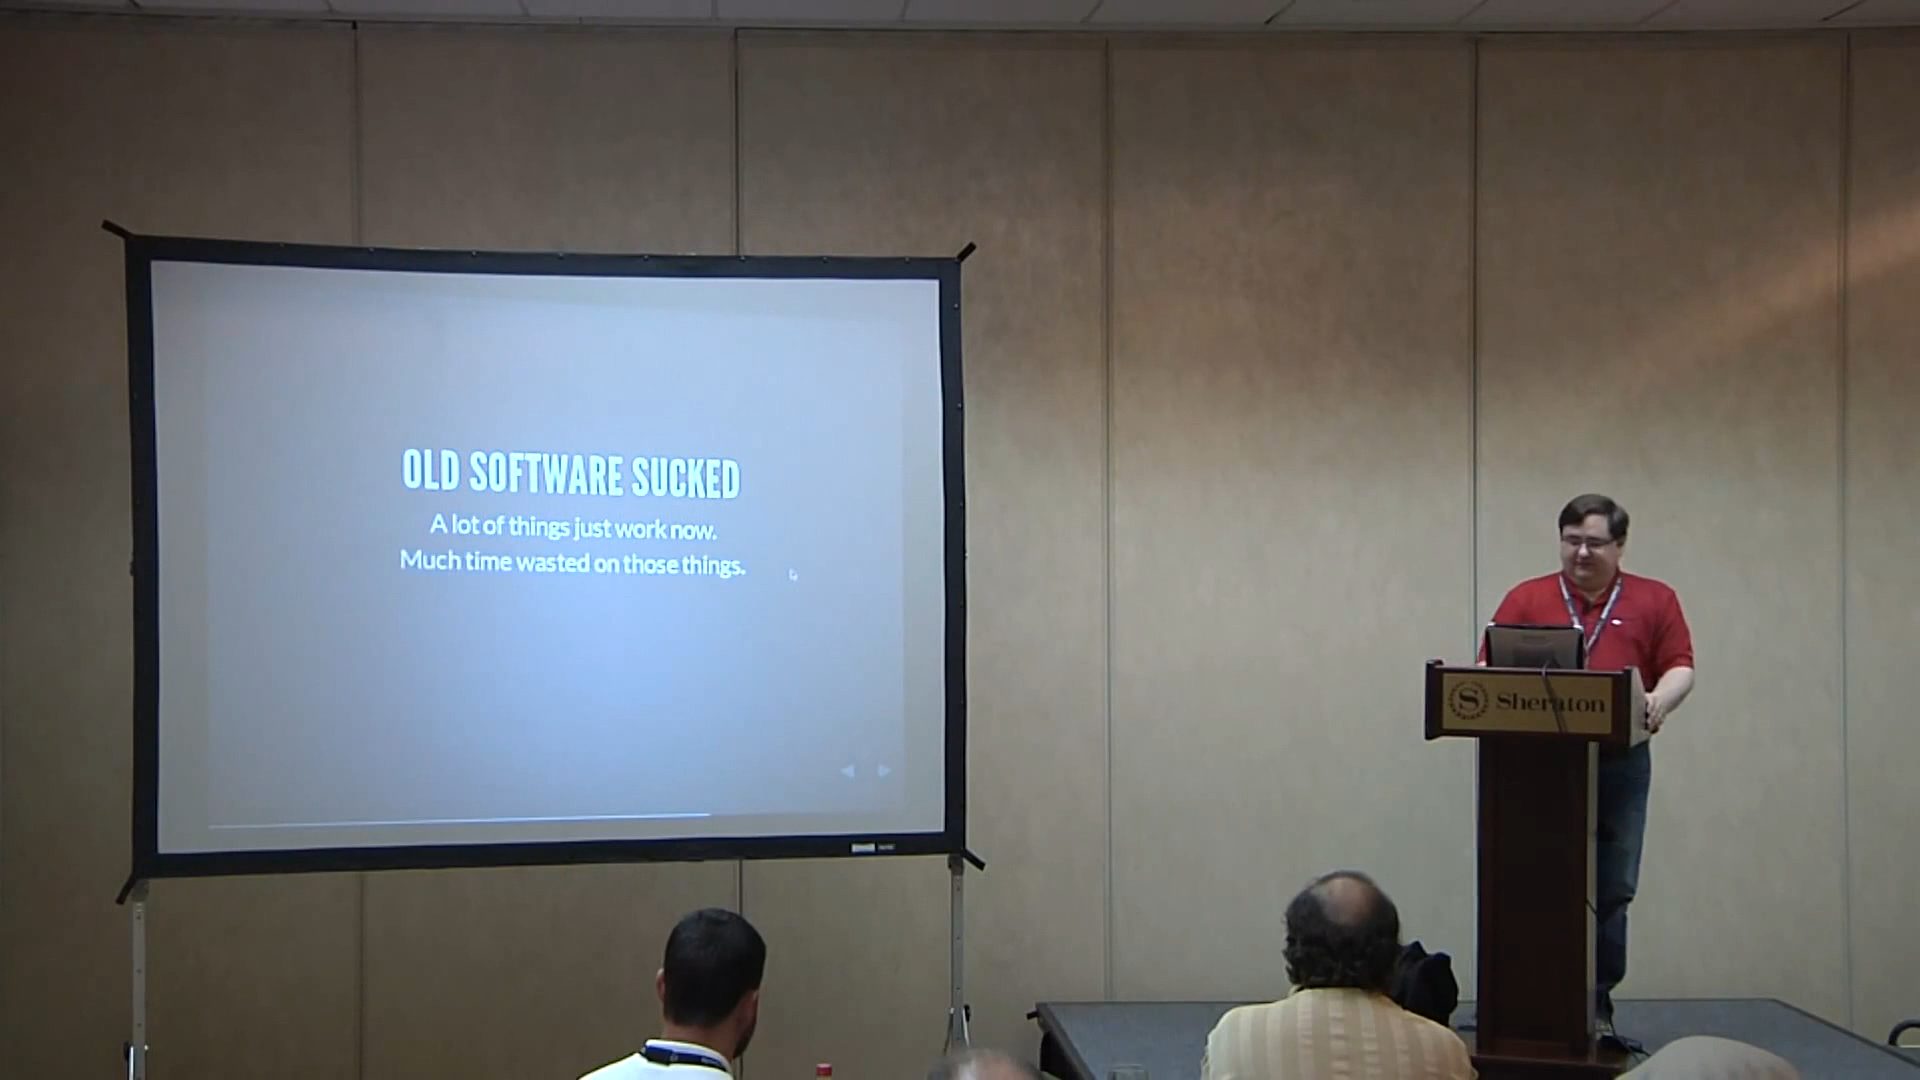 OLD SOFTWARE SUCKED
A lot of things just work now.
Much time wasted on those things.
S Sheraton